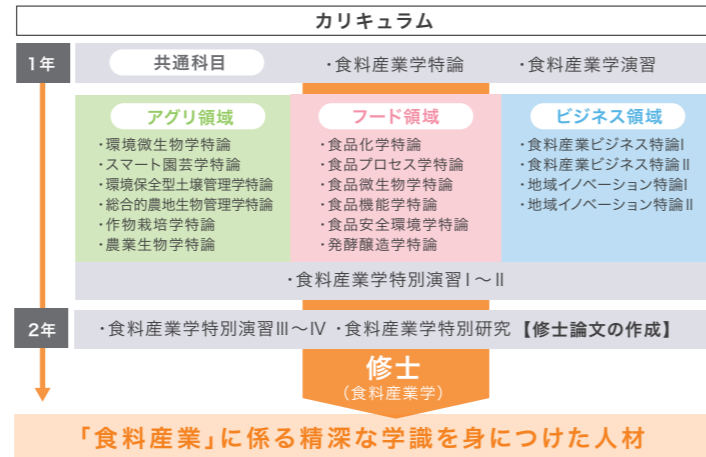 カリキュラム
1年
共通科目 ・食料産業学特論 ・食料産業学演習
アグリ領域
・環境微生物学特論
・スマート園芸学特論
・環境保全型土壌管理学特論
・総合的農地生物管理学特論
・作物栽培学特論
・農業生物学特論
フード領域
・食品化学特論
・食品プロセス学特論
・食品微生物学特論
・食品機能学特論
・食品安全環境学特論
・発酵醸造学特論
ビジネス領域
・食料産業ビジネス特論Ⅰ
・食料産業ビジネス特論Ⅱ
・地域イノベーション特論Ⅰ
・地域イノベーション特論Ⅱ
・食料産業学特別演習Ⅰ～Ⅱ
2年
・食料産業学特別演習Ⅲ～Ⅳ ・食料産業学特別研究【修士論文の作成】
修士
(食料産業学)
「食料産業」に係る精深な学識を身につけた人材